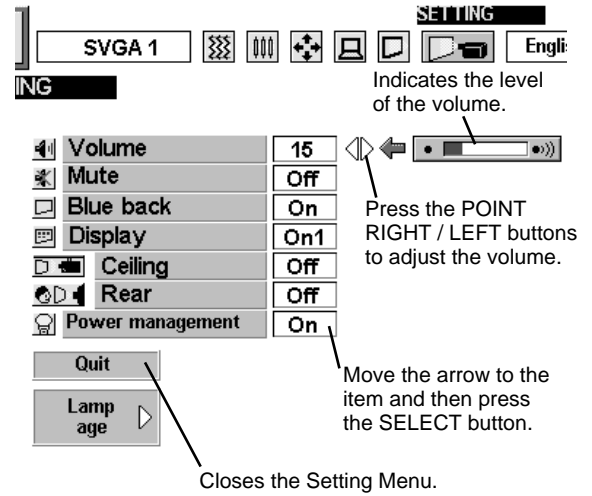 SETTING
SVGA 1
Engli
ING
Indicates the level
of the volume.
Volume 15
Mute Off
Blue back On
Display On1
Ceiling Off
Rear Off
Power management On
Press the POINT
RIGHT / LEFT buttons
to adjust the volume.
Quit
Lamp
age
Move the arrow to the
item and then press
the SELECT button.
Closes the Setting Menu.